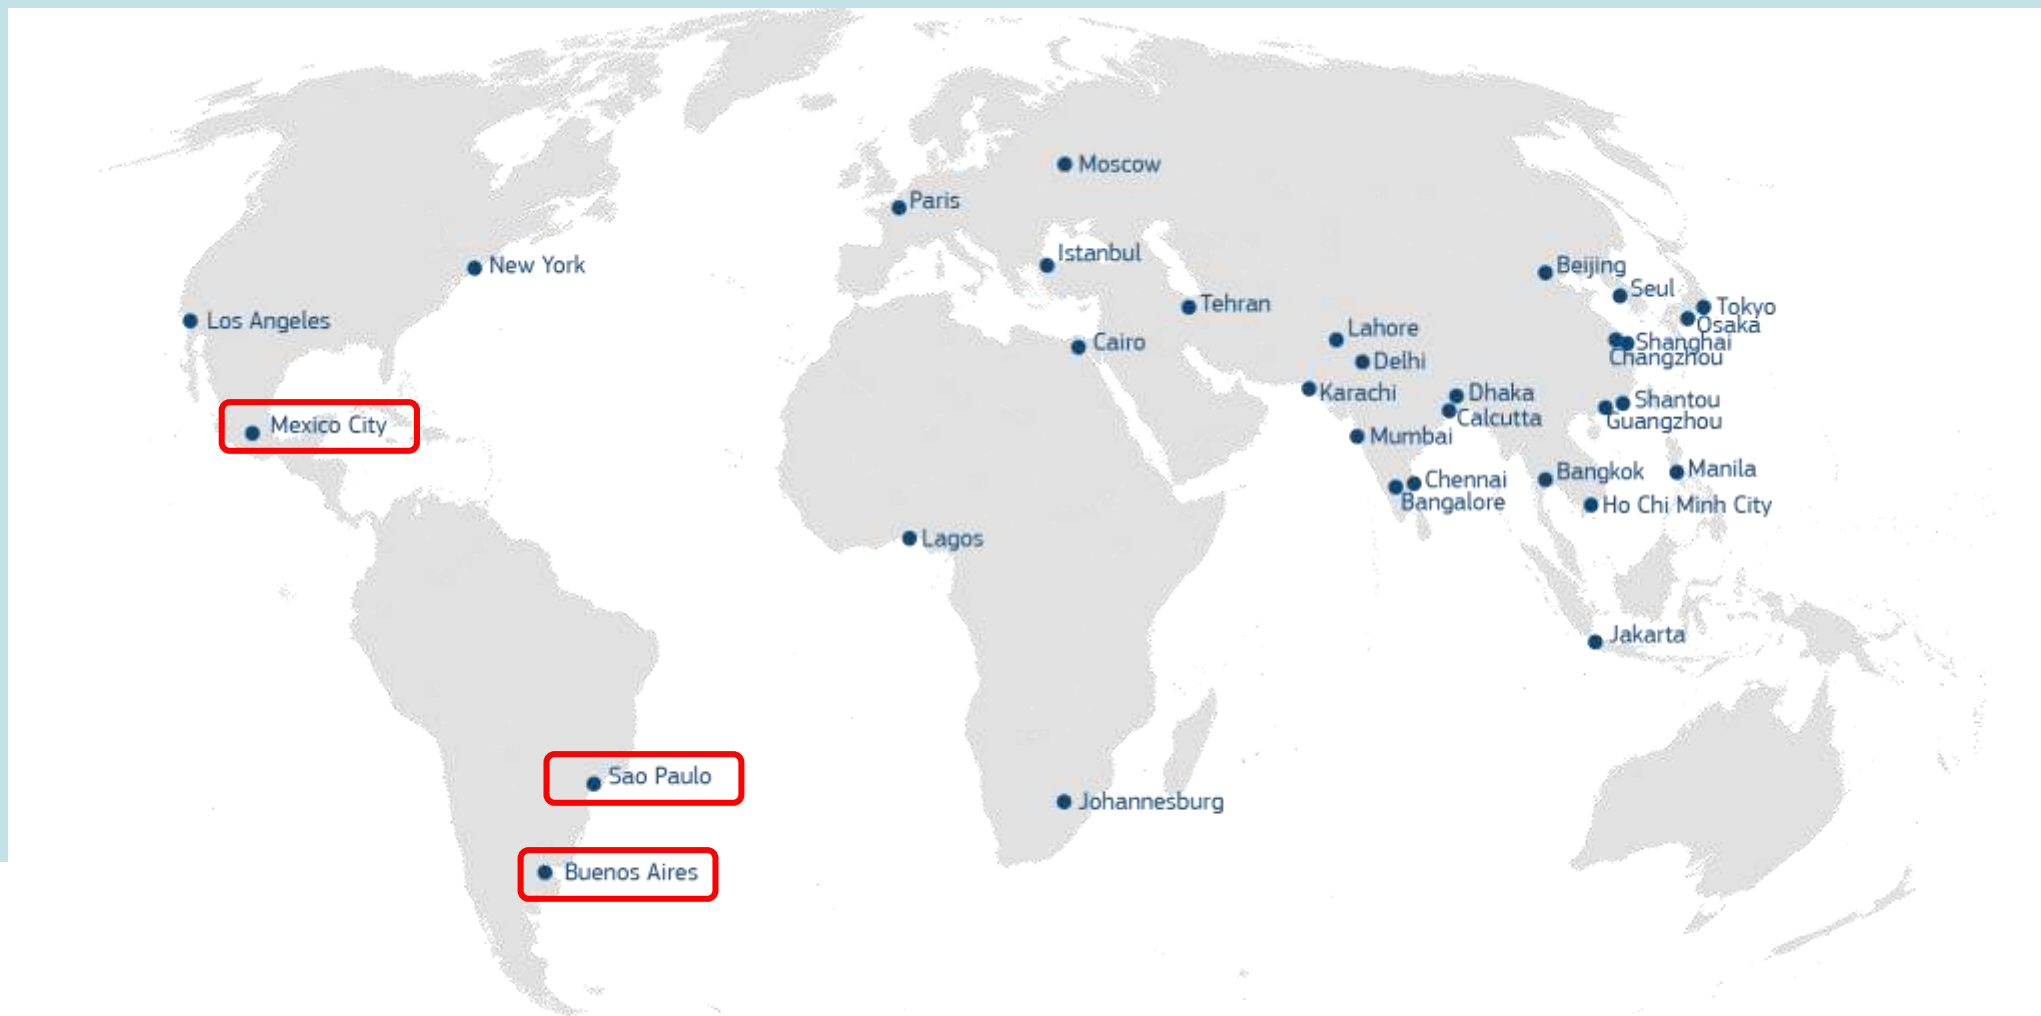 Moscow
Paris
Istanbul
New York
Beijing
Seul
Tehran
Tokyo
Los Angeles
Osaka
Lahore
Cairo
Shanghai
Changzhou
Delhi
Karachi
Dhaka
Shantou
Calcutta
Guangzhou
Mexico City
Mumbai
Bangkok
Manila
Chennai
Bangalore
Ho Chi Minh City
Lagos
Jakarta
Sao Paulo
Johannesburg
Buenos Aires